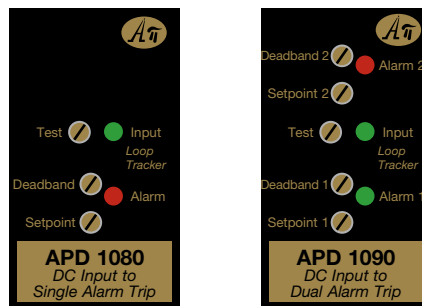 Aπ
Test
Input
Loop
Tracker
Deadband
Alarm
Setpoint
APD 1080
DC Input to
Single Alarm Trip
Aπ
Deadband 2
Alarm 2
Setpoint 2
Test
Input
Loop
Tracker
Deadband 1
Alarm 1
Setpoint 1
APD 1090
DC Input to
Dual Alarm Trip